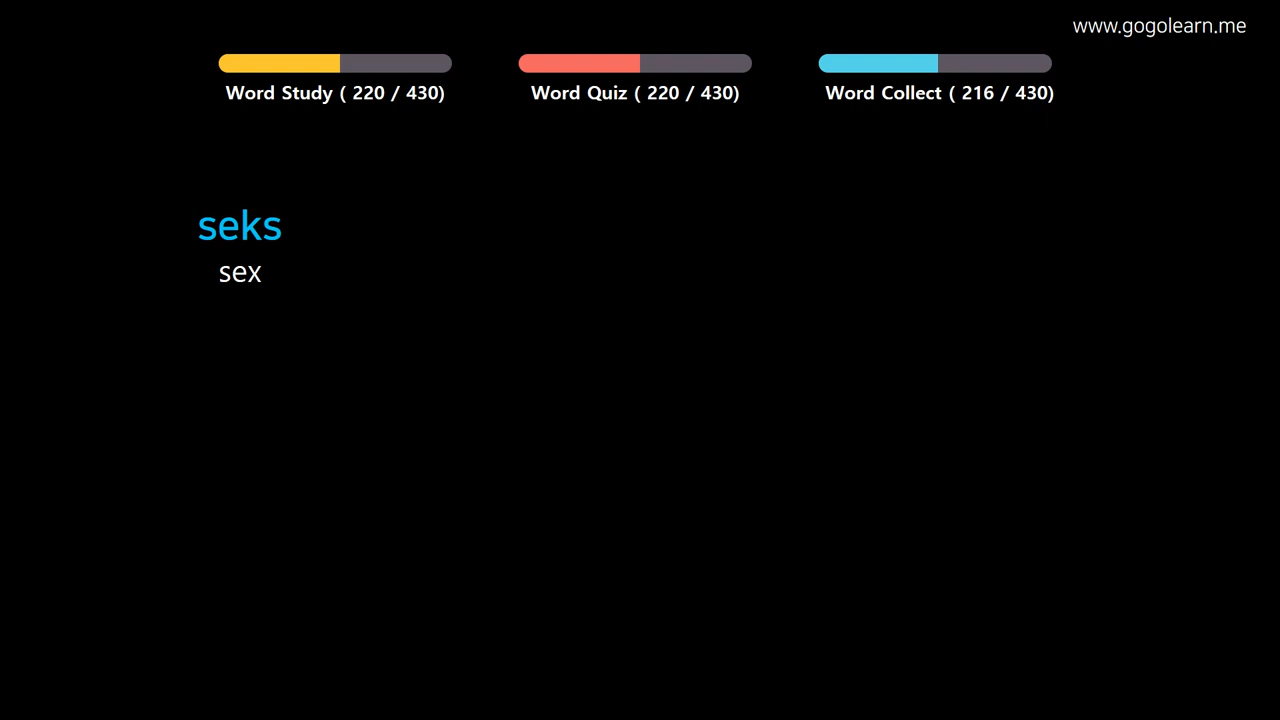 www.gogolearn.me
Word Study ( 220 / 430)
Word Quiz ( 220 / 430)
Word Collect ( 216 / 430)
seks
sex